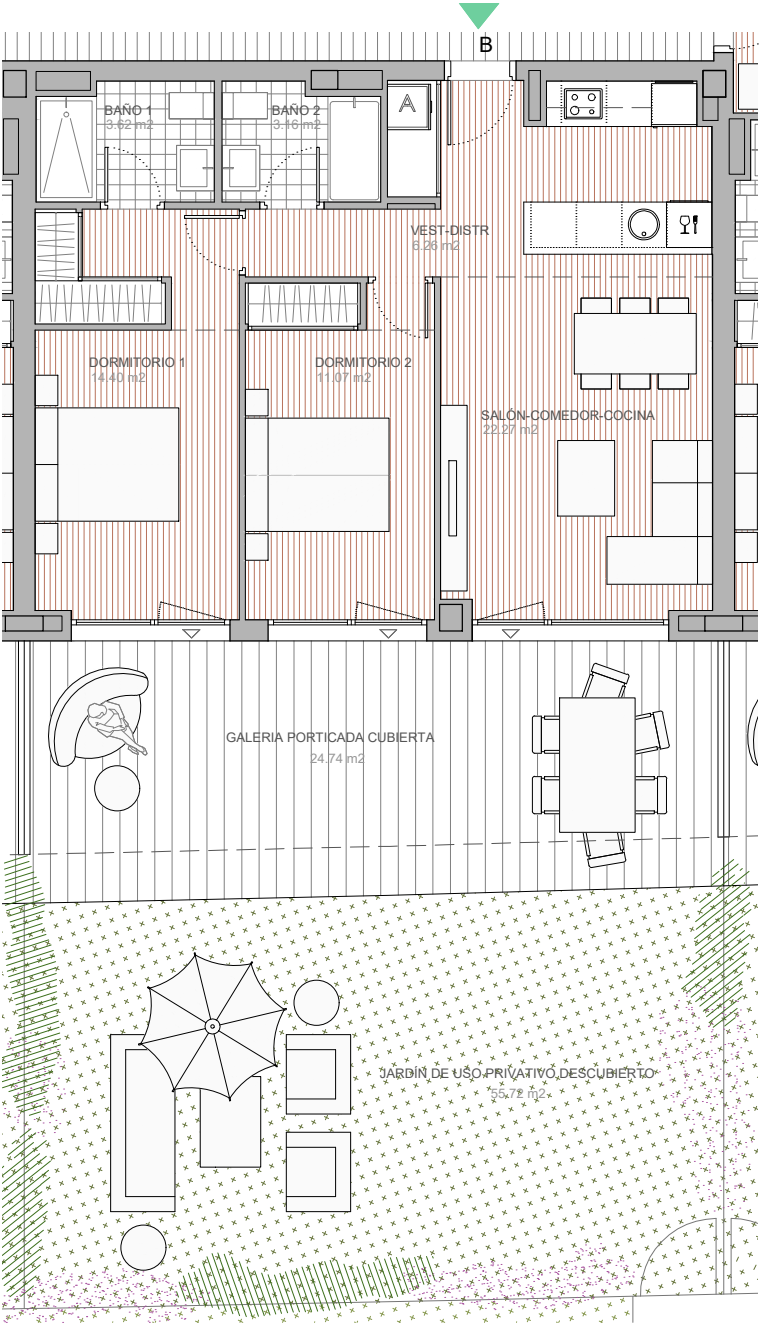 B
BAÑO 1
3.62 m2
BAÑO 2
3.16 m2
A
VEST-DISTR
6.26 m2
DORMITORIO 1
14.40 m2
DORMITORIO 2
11.07 m2
SALÓN-COMEDOR-COCINA
22.27 m2
GALERIA PORTICADA CUBIERTA
24.74 m2
JARDÍN DE USO PRIVATIVO DESCUBIERTO
55.72 m2